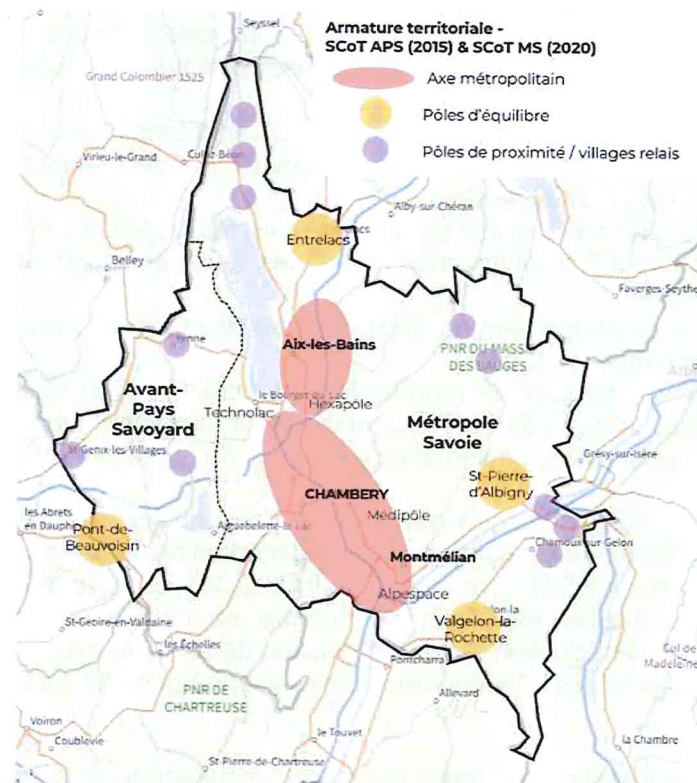 Armature territoriale -
SCoT APS (2015) & SCoT MS (2020)
Axe métropolitain
Pôles d'équilibre
Pôles de proximité / villages relais
Seyssel
Grand Colombier 1525
Virieu-le-Grand
Culoz-Béon
Alby-sur-Chéran
Entrelacs
Belley
Faverges-Seythe
Yenne
Aix-les-Bains
PNR DU MASSIF
DES BAUGES
Avant-
Pays
Savoyard
le Bourget du Lac
Technolac
Hexapôle
Métropole
Savoie
St-Genix-les-Villages
Grésy-sur-Isère
St-Pierre-
d'Albigny
CHAMBERY
les Abrets
en Dauph
Médipôle
Pont-de-
Beauvoisin
Aiguebelette-le-Lac
Chamoux-sur-Gelon
Montmélian
Alpespace
St-Geoire-en-Valdaine
Valgelon-la-
Rochette
les Echelles
Pontcharra
Col de
Madeleine
PNR DE
CHARTREUSE
Allevard
Voiron
Coublevie
le Touvet
la Chambre
St-Pierre-de-Chartreuse